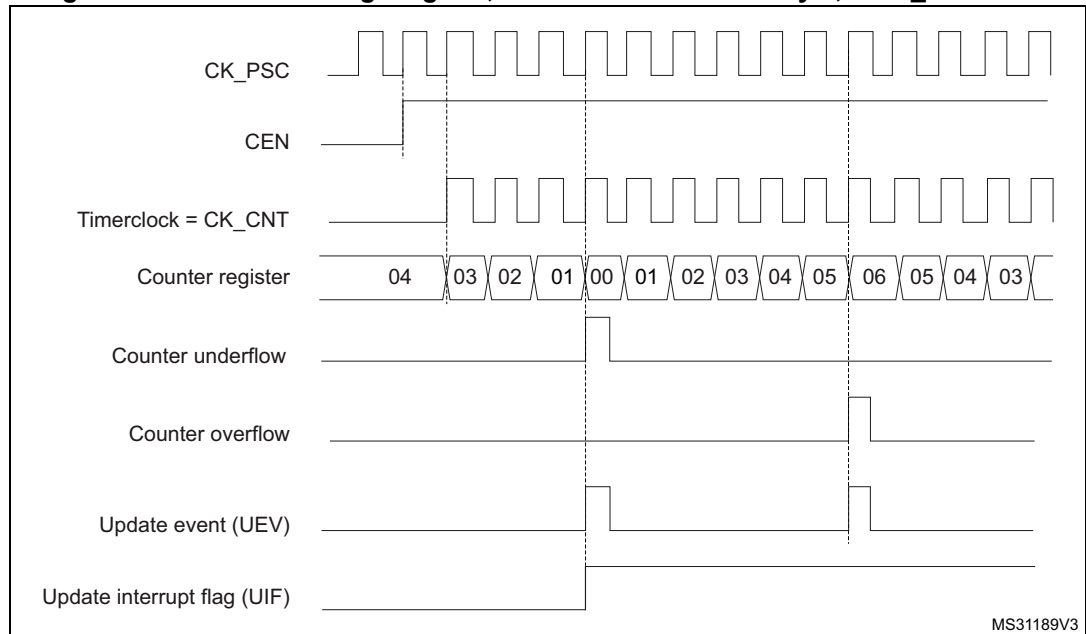 CK_PSC
CEN
Timerclock = CK_CNT
Counter register 04 03 02 01 00 01 02 03 04 05 06 05 04 03
Counter underflow
Counter overflow
Update event (UEV)
Update interrupt flag (UIF)
MS31189V3